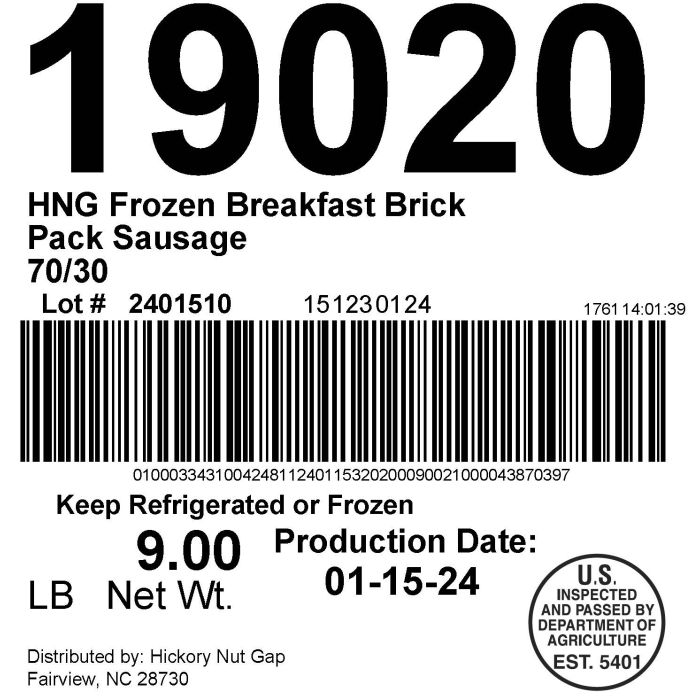 19020
HNG Frozen Breakfast Brick
Pack Sausage
70/30
Lot # 2401510 151230124 1761 14:01:39
01000334310042481124011532020009002100004387​0397
Keep Refrigerated or Frozen
9.00
LB Net Wt.
Production Date:
01-15-24
U.S.
INSPECTED
AND PASSED BY
DEPARTMENT OF
AGRICULTURE
EST. 5401
Distributed by: Hickory Nut Gap
Fairview, NC 28730